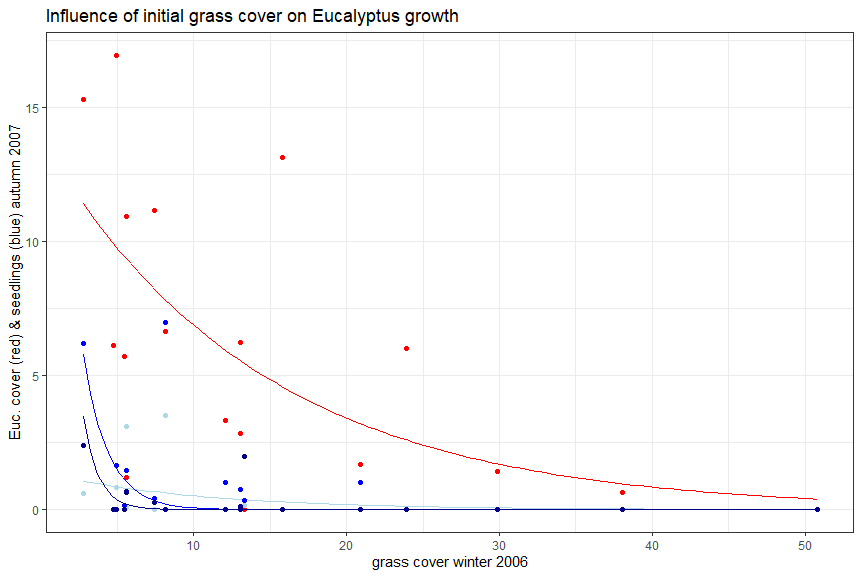 Influence of initial grass cover on Eucalyptus growth
Euc. cover (red) & seedlings (blue) autumn 2007
15
10
5
0
10 20 30 40 50
grass cover winter 2006